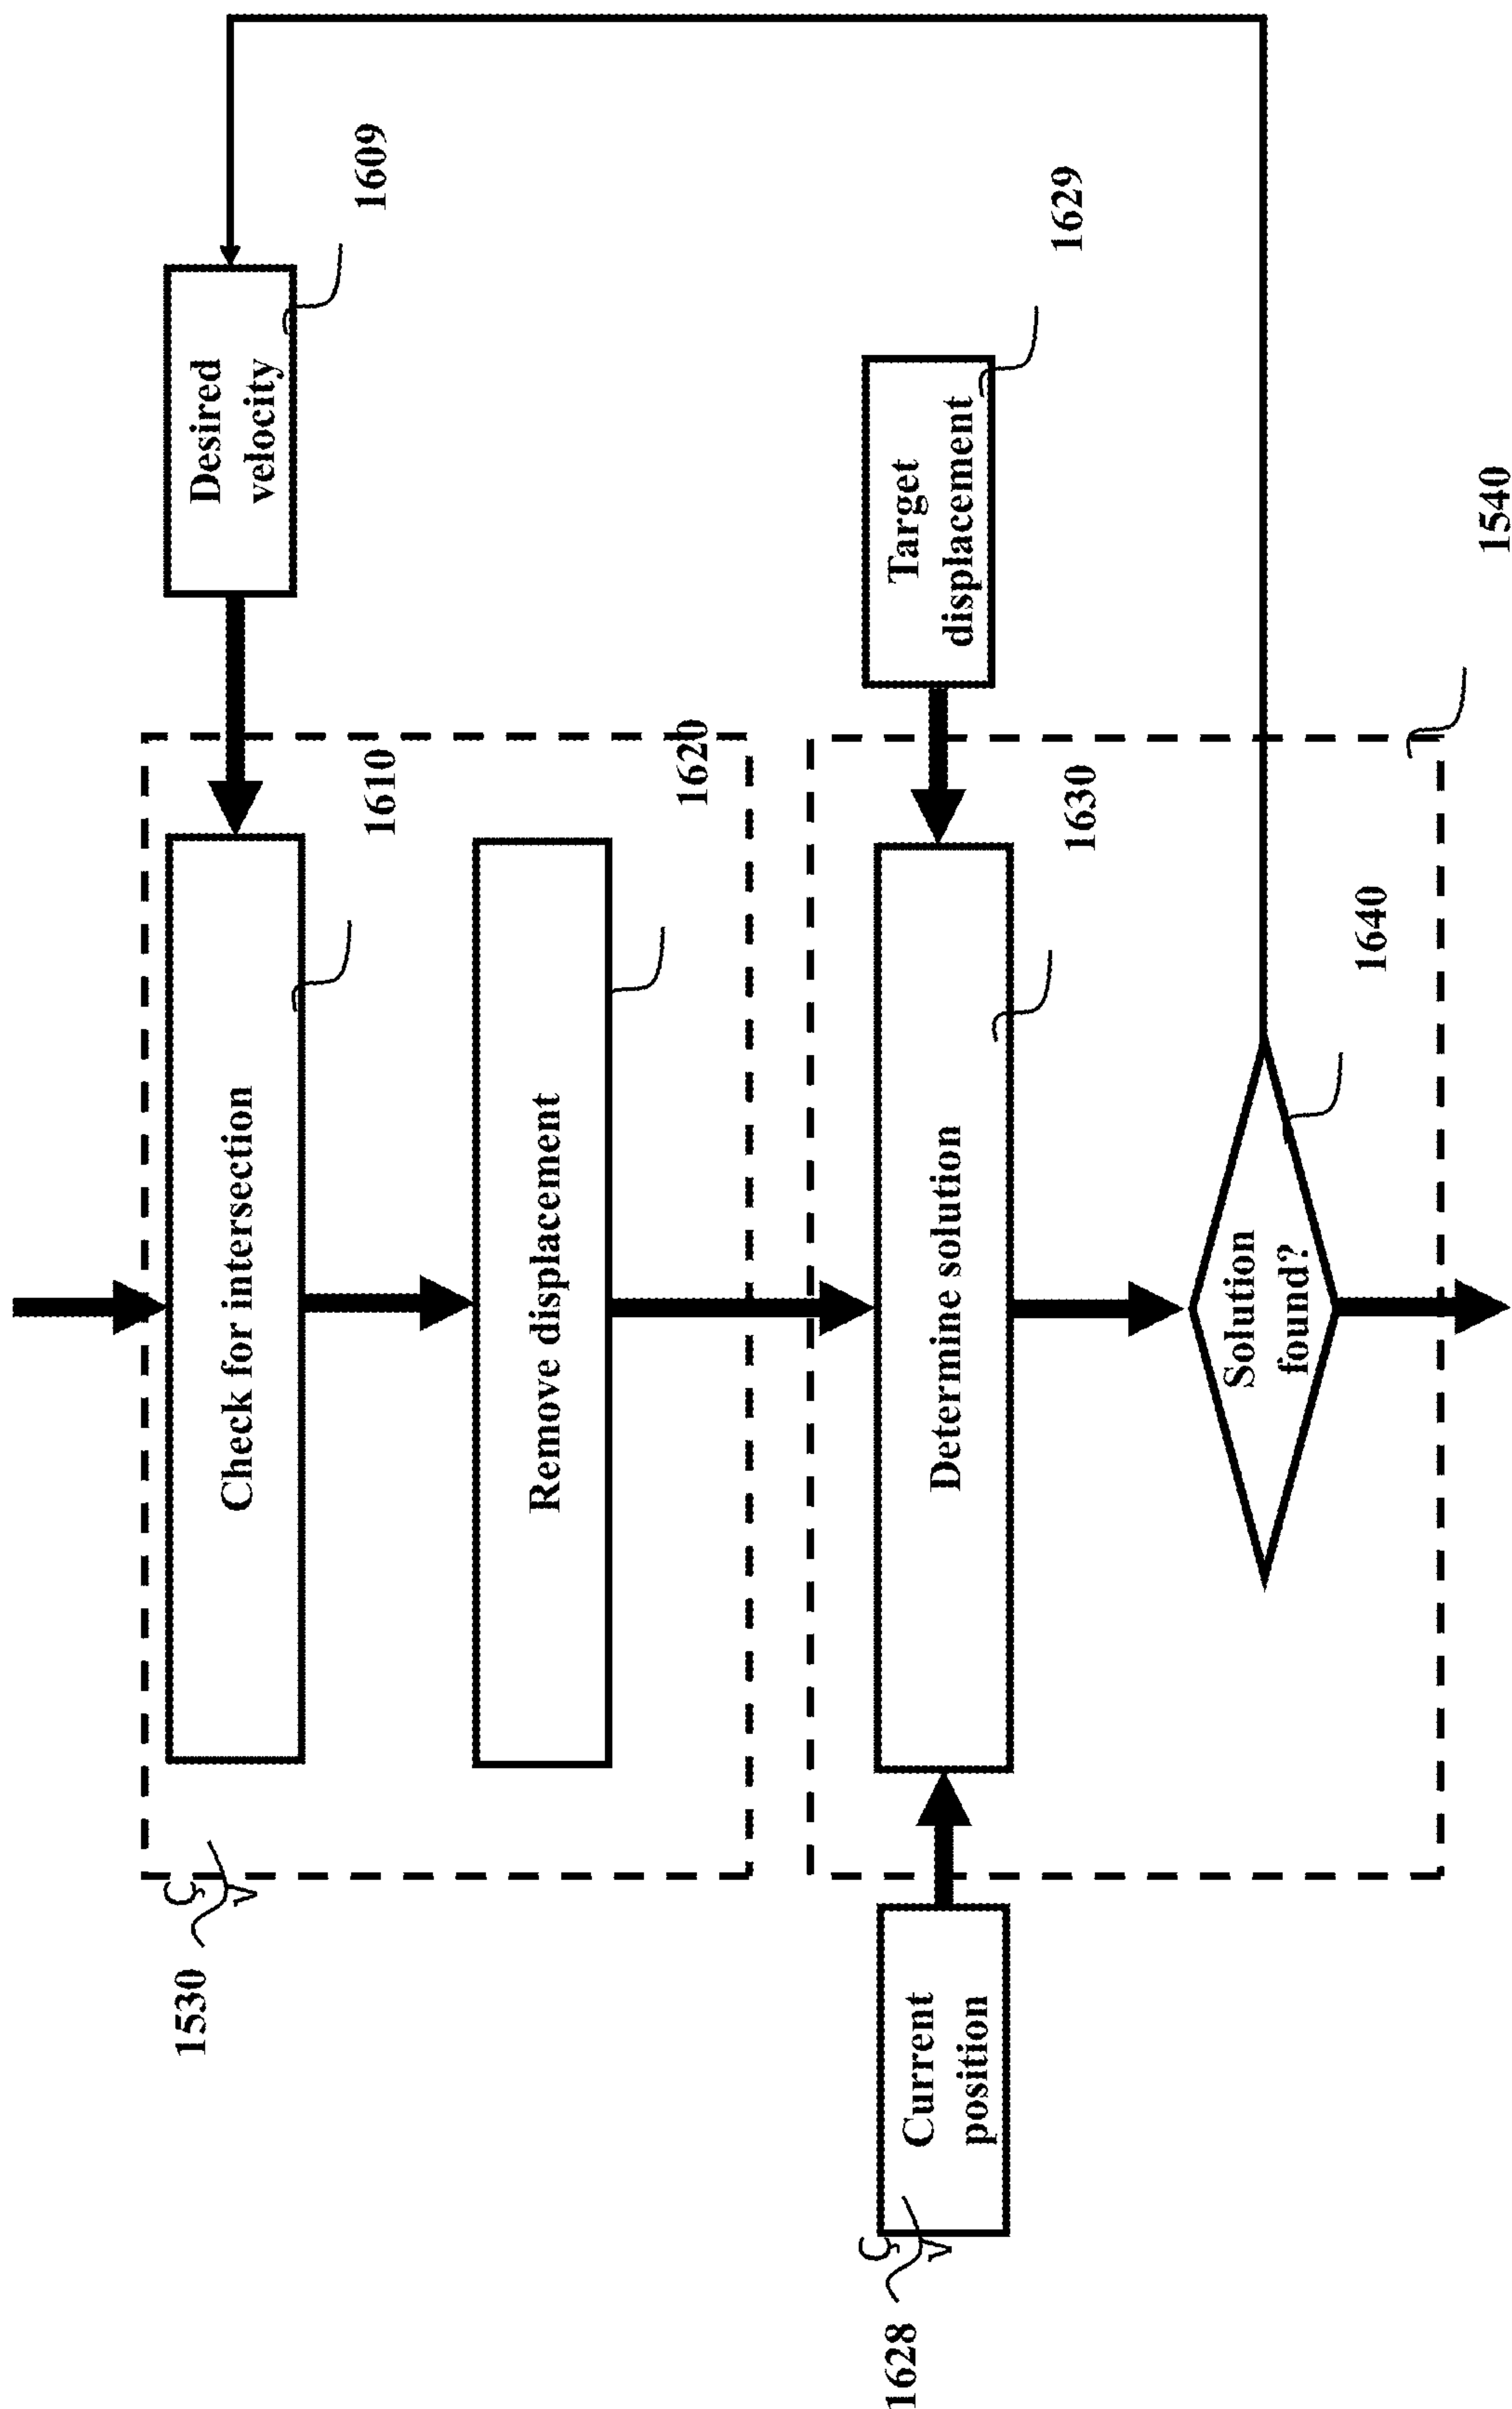 1530
Check for intersection
1610
Desired
velocity
1609
Remove displacement
1620
1628
Current
position
Determine solution
1630
Target
displacement
1629
Solution
found?
1640
1540